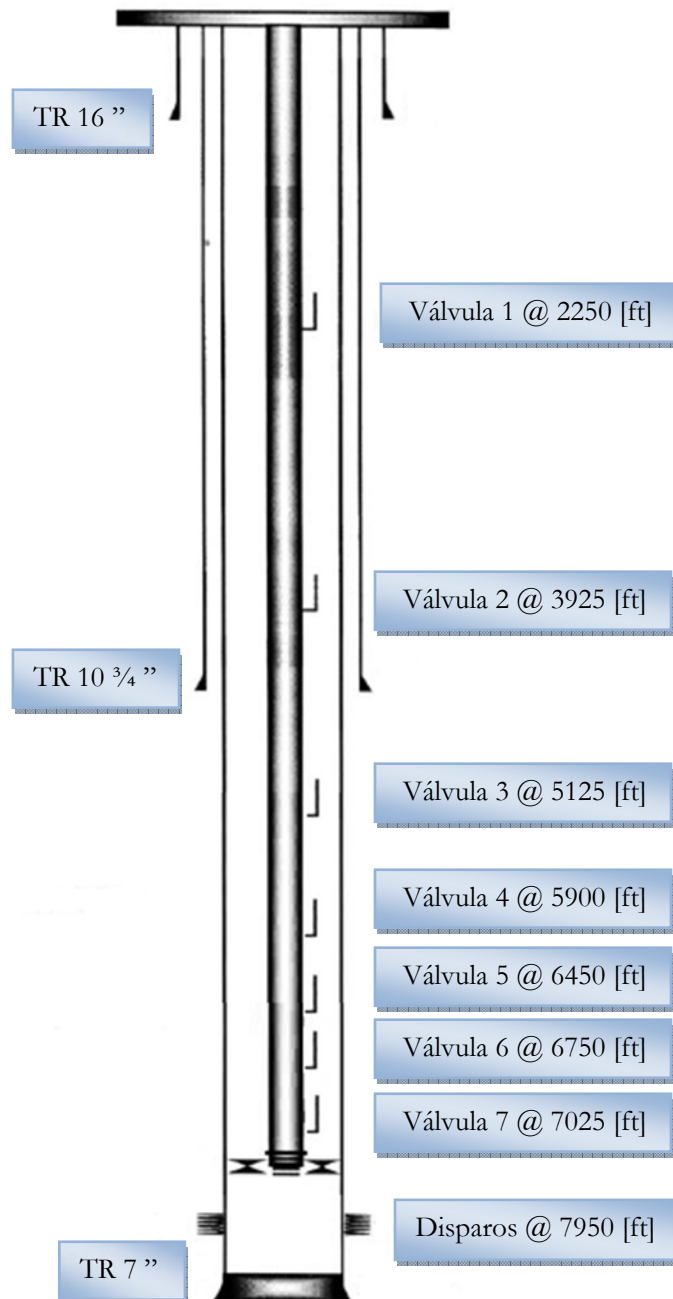 TR 16 ”
Válvula 1 @ 2250 [ft]
Válvula 2 @ 3925 [ft]
TR 10 ¾ ”
Válvula 3 @ 5125 [ft]
Válvula 4 @ 5900 [ft]
Válvula 5 @ 6450 [ft]
Válvula 6 @ 6750 [ft]
Válvula 7 @ 7025 [ft]
Disparos @ 7950 [ft]
TR 7 ”